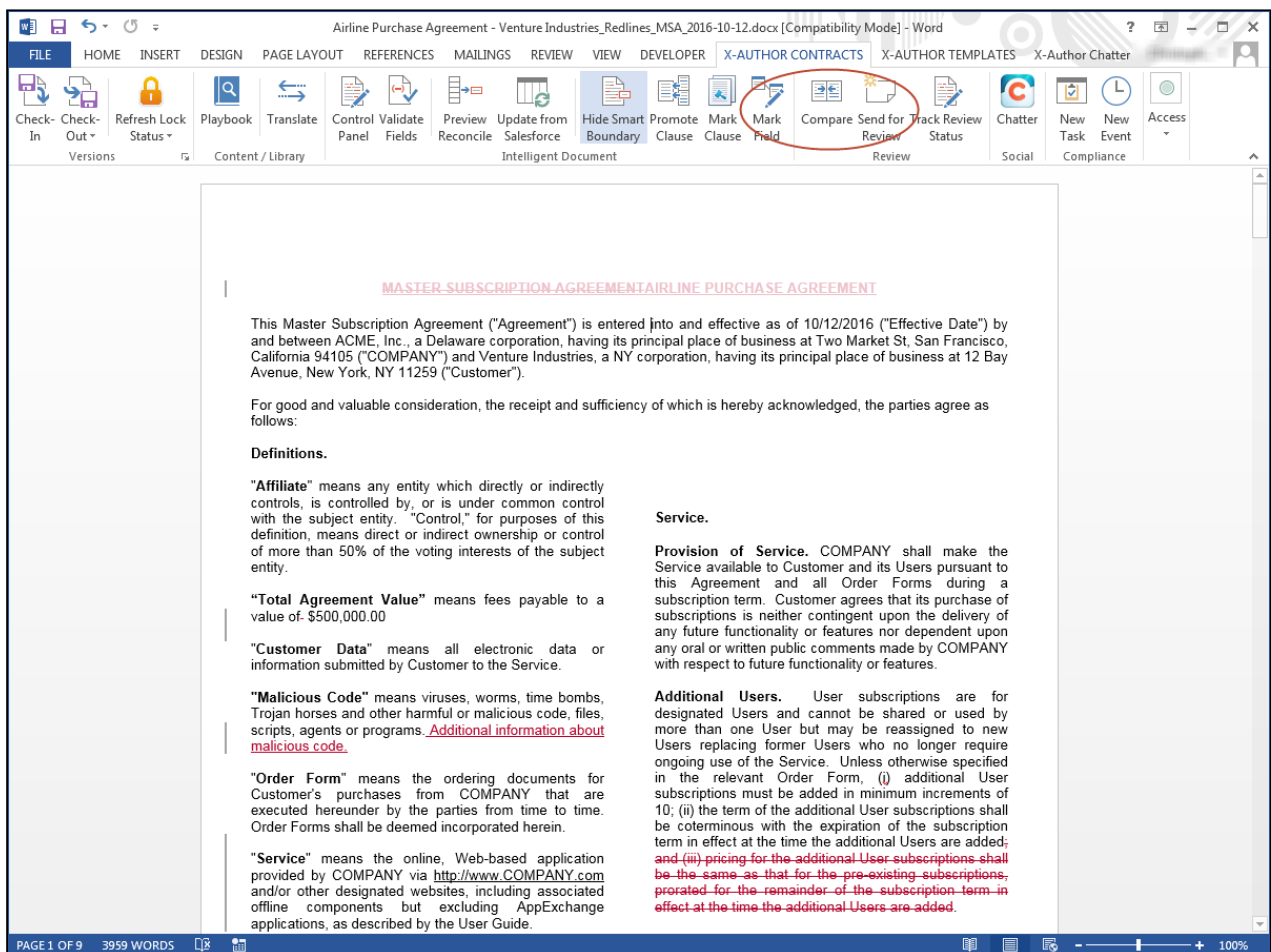 Airline Purchase Agreement - Venture Industries_Redlines_MSA_2016-10-12.docx [Compatibility Mode] - Word
FILE HOME INSERT DESIGN PAGE LAYOUT REFERENCES MAILINGS REVIEW VIEW DEVELOPER X-AUTHOR CONTRACTS X-AUTHOR TEMPLATES X-Author Chatter
Check-In Check-Out Refresh Lock Status Playbook Translate Control Panel Validate Fields Preview Reconcile Update from Salesforce Hide Smart Boundary Promote Clause Mark Clause Mark Field Compare Send for Review Track Review Status Chatter New Task New Event Access
Versions Content / Library Intelligent Document Review Social Compliance
MASTER SUBSCRIPTION AGREEMENTAIRLINE PURCHASE AGREEMENT
This Master Subscription Agreement ("Agreement") is entered into and effective as of 10/12/2016 ("Effective Date") by
and between ACME, Inc., a Delaware corporation, having its principal place of business at Two Market St, San Francisco,
California 94105 ("COMPANY") and Venture Industries, a NY corporation, having its principal place of business at 12 Bay
Avenue, New York, NY 11259 ("Customer").
For good and valuable consideration, the receipt and sufficiency of which is hereby acknowledged, the parties agree as
follows:
Definitions.
"Affiliate" means any entity which directly or indirectly
controls, is controlled by, or is under common control
with the subject entity. "Control," for purposes of this
definition, means direct or indirect ownership or control
of more than 50% of the voting interests of the subject
entity.
“Total Agreement Value” means fees payable to a
value of- $500,000.00
"Customer Data" means all electronic data or
information submitted by Customer to the Service.
"Malicious Code" means viruses, worms, time bombs,
Trojan horses and other harmful or malicious code, files,
scripts, agents or programs. Additional information about
malicious code.
"Order Form" means the ordering documents for
Customer's purchases from COMPANY that are
executed hereunder by the parties from time to time.
Order Forms shall be deemed incorporated herein.
"Service" means the online, Web-based application
provided by COMPANY via http://www.COMPANY.com
and/or other designated websites, including associated
offline components but excluding AppExchange
applications, as described by the User Guide.
Service.
Provision of Service. COMPANY shall make the
Service available to Customer and its Users pursuant to
this Agreement and all Order Forms during a
subscription term. Customer agrees that its purchase of
subscriptions is neither contingent upon the delivery of
any future functionality or features nor dependent upon
any oral or written public comments made by COMPANY
with respect to future functionality or features.
Additional Users. User subscriptions are for
designated Users and cannot be shared or used by
more than one User but may be reassigned to new
Users replacing former Users who no longer require
ongoing use of the Service. Unless otherwise specified
in the relevant Order Form, (i) additional User
subscriptions must be added in minimum increments of
10; (ii) the term of the additional User subscriptions shall
be coterminous with the expiration of the subscription
term in effect at the time the additional Users are added;
and (iii) pricing for the additional User subscriptions shall
be the same as that for the pre-existing subscriptions,
prorated for the remainder of the subscription term in
effect at the time the additional Users are added.
PAGE 1 OF 9 3959 WORDS 100%